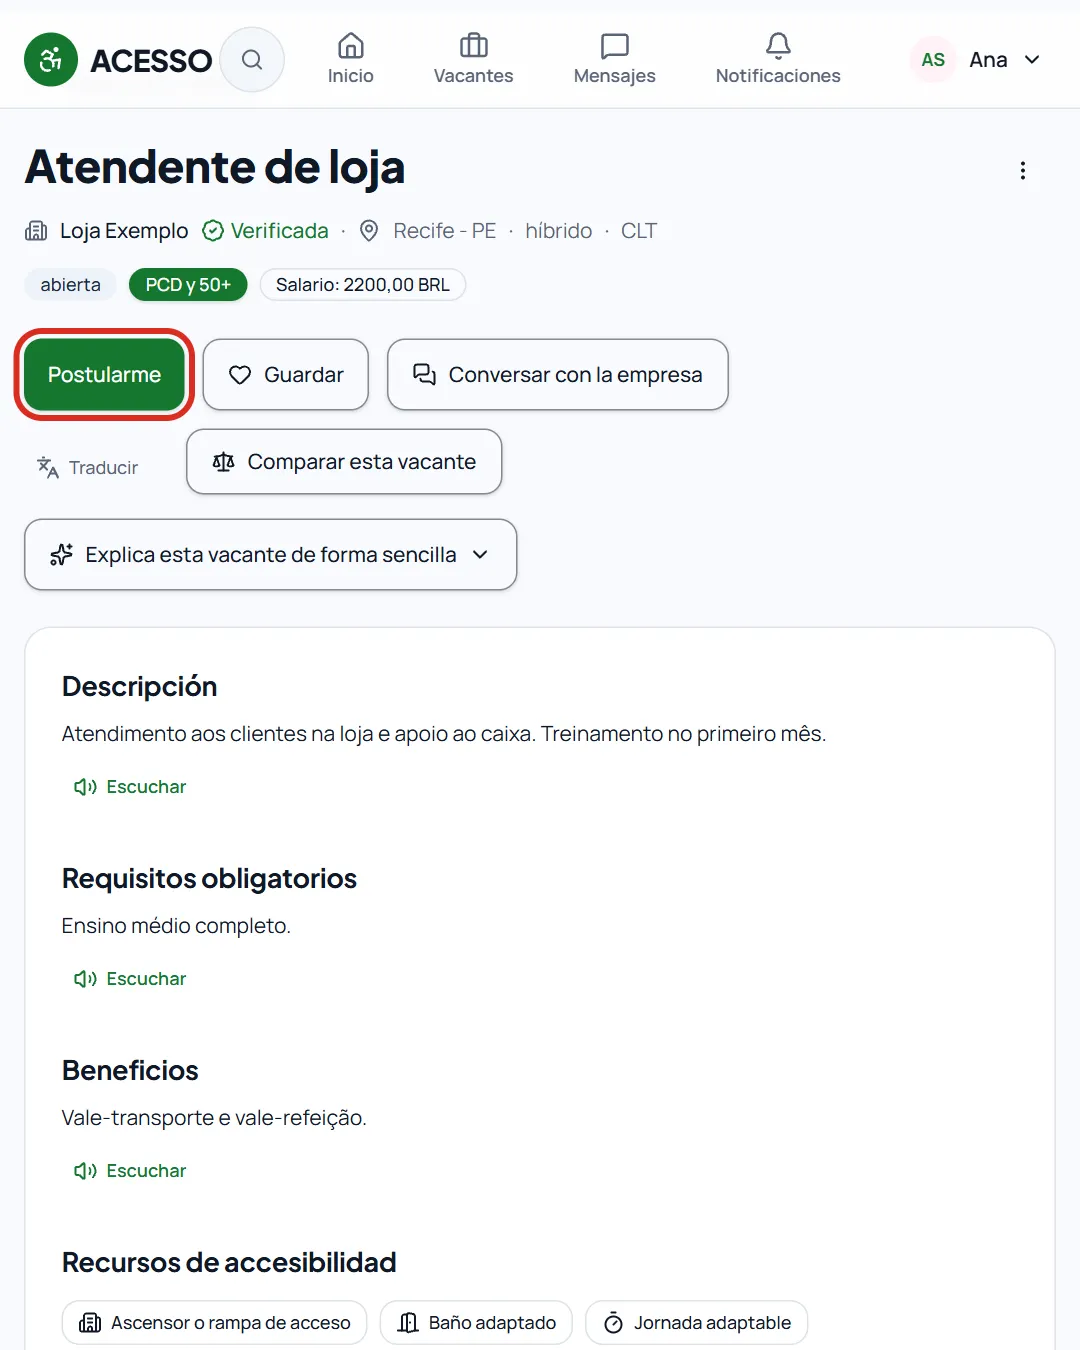 ACESSO
Inicio
Vacantes
Mensajes
Notificaciones
AS
Ana
Atendente de loja
Loja Exemplo Verificada · Recife - PE · híbrido · CLT
abierta
PCD y 50+
Salario: 2200,00 BRL
Postularme
Guardar
Conversar con la empresa
Traducir
Comparar esta vacante
Explica esta vacante de forma sencilla
Descripción
Atendimento aos clientes na loja e apoio ao caixa. Treinamento no primeiro mês.
Escuchar
Requisitos obligatorios
Ensino médio completo.
Escuchar
Beneficios
Vale-transporte e vale-refeição.
Escuchar
Recursos de accesibilidad
Ascensor o rampa de acceso
Baño adaptado
Jornada adaptable